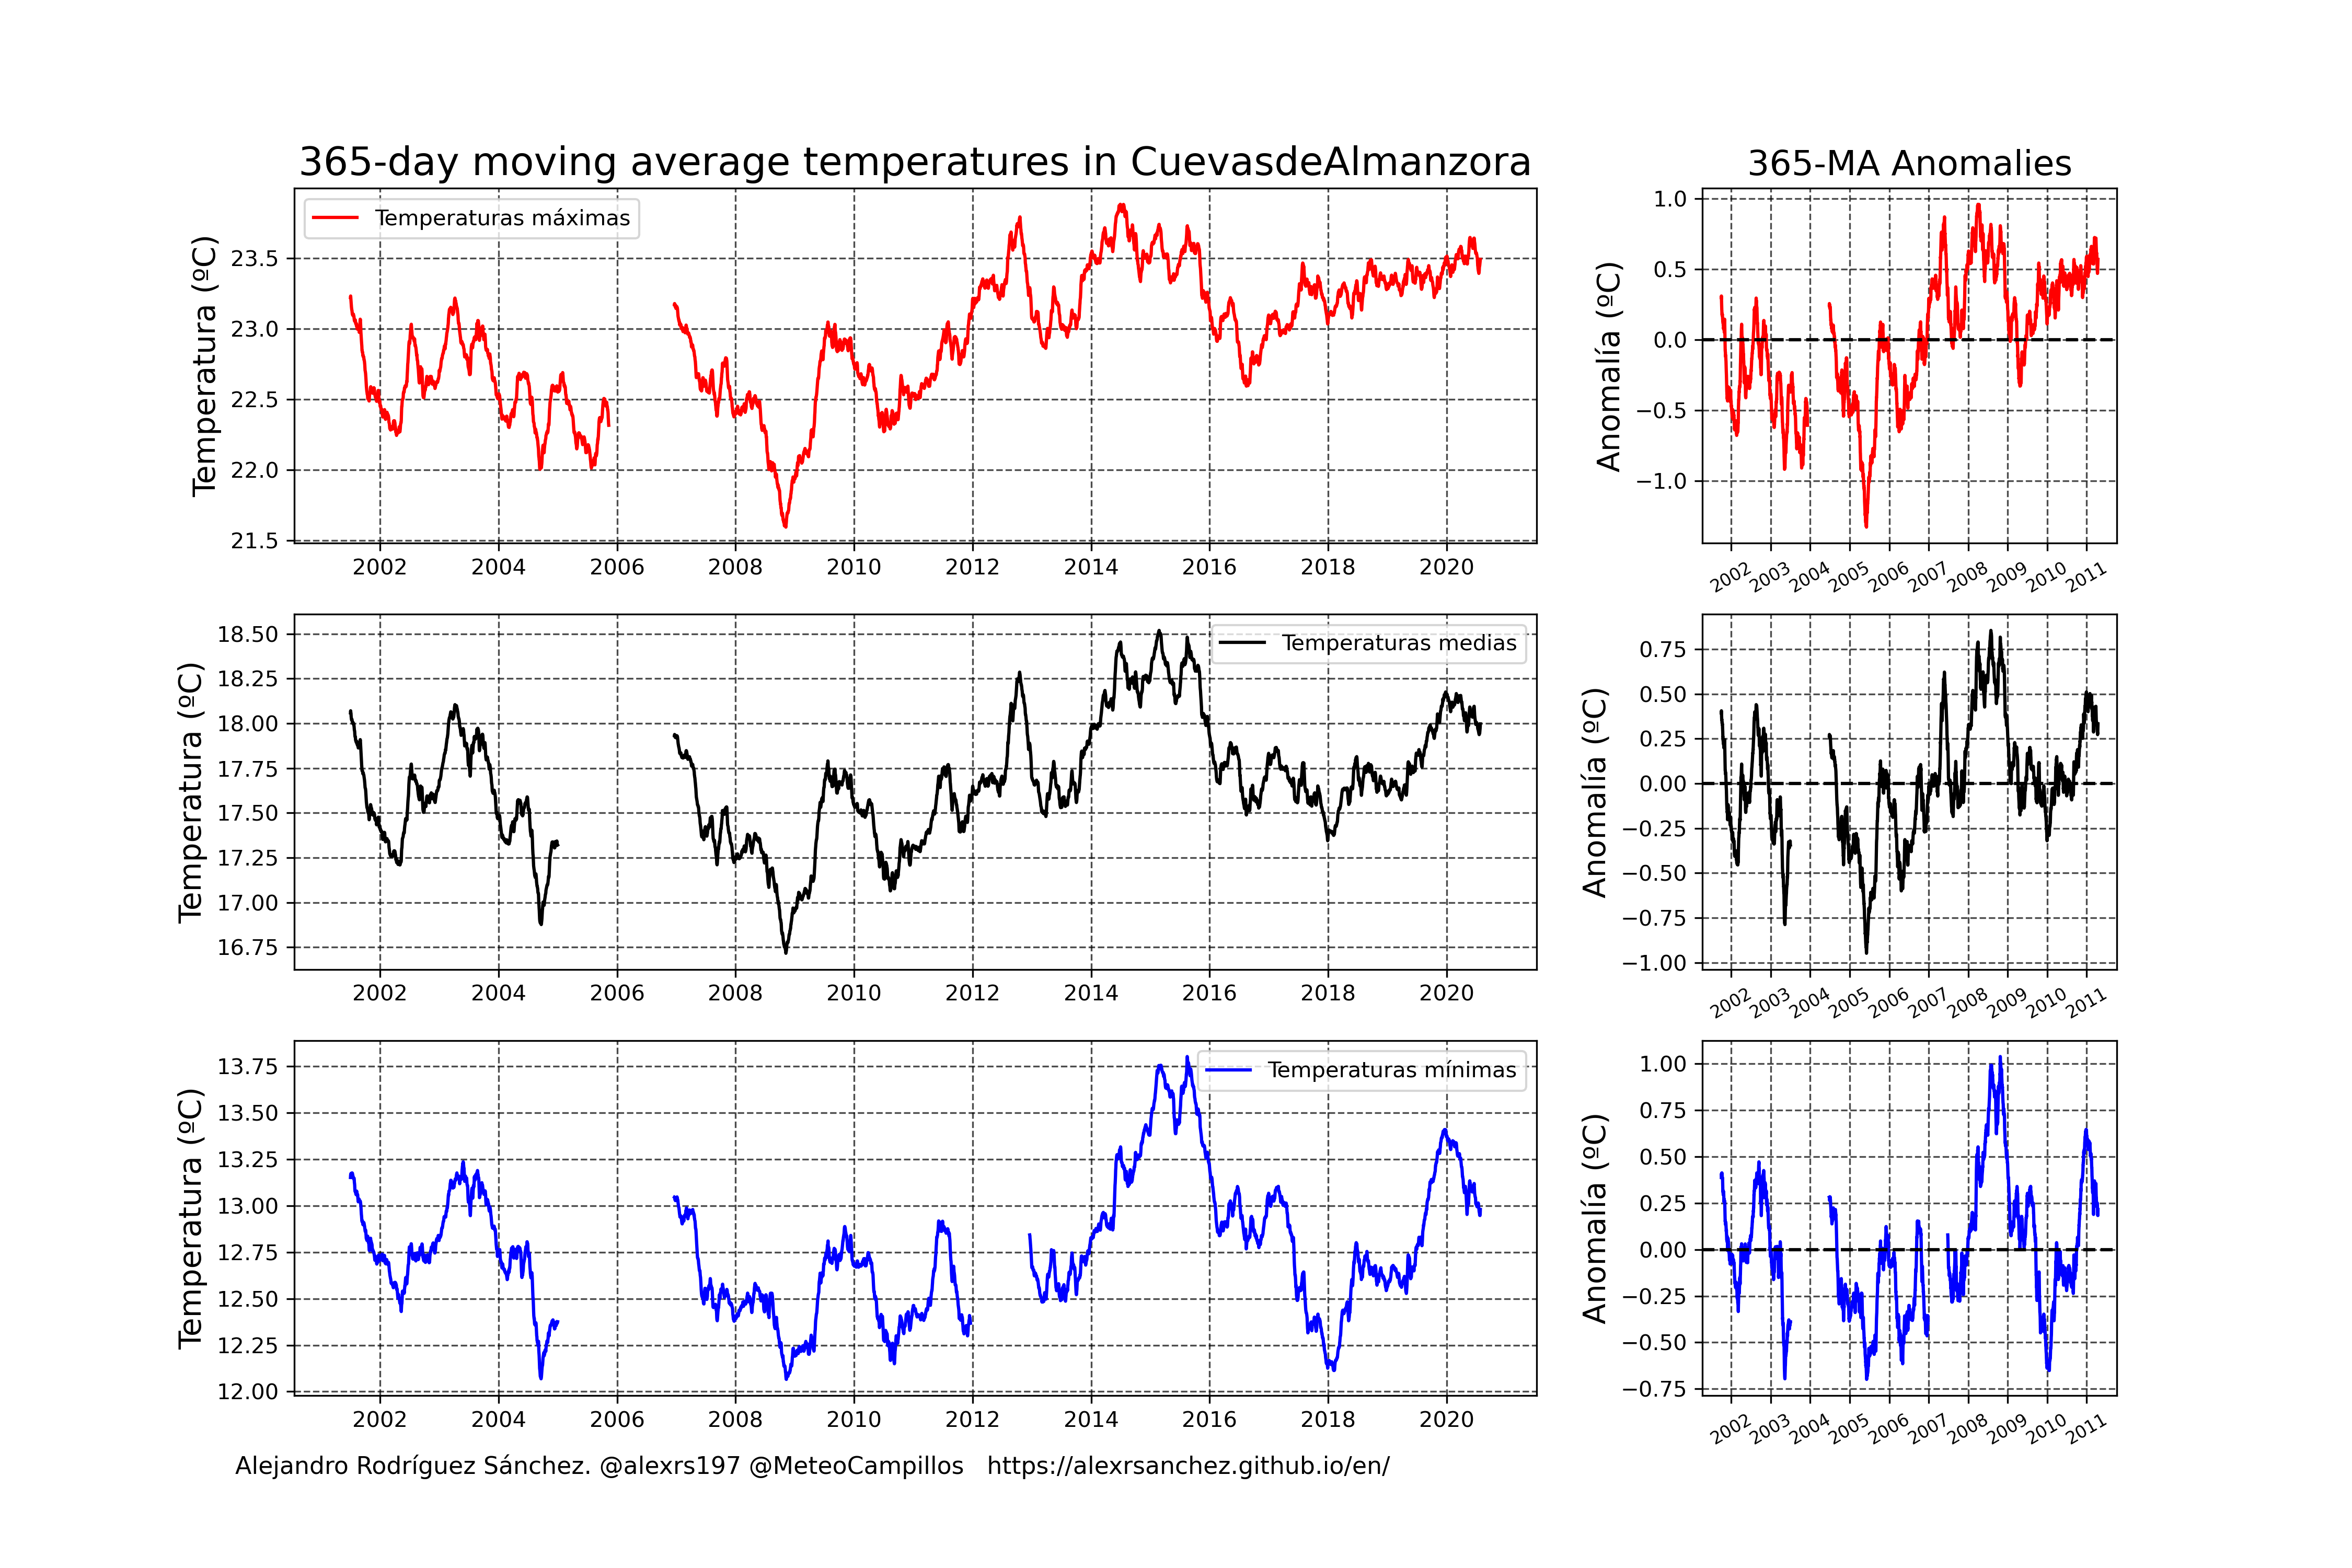 365-day moving average temperatures in CuevasdeAlmanzora
365-MA Anomalies
Temperatura (ºC)
23.5
23.0
22.5
22.0
21.5
Temperaturas máximas
2002 2004 2006 2008 2010 2012 2014 2016 2018 2020
Anomalía (ºC)
1.0
0.5
0.0
−0.5
−1.0
2002 2003 2004 2005 2006 2007 2008 2009 2010 2011
Temperatura (ºC)
18.50
18.25
18.00
17.75
17.50
17.25
17.00
16.75
Temperaturas medias
2002 2004 2006 2008 2010 2012 2014 2016 2018 2020
Anomalía (ºC)
0.75
0.50
0.25
0.00
−0.25
−0.50
−0.75
−1.00
2002 2003 2004 2005 2006 2007 2008 2009 2010 2011
Temperatura (ºC)
13.75
13.50
13.25
13.00
12.75
12.50
12.25
12.00
Temperaturas mínimas
2002 2004 2006 2008 2010 2012 2014 2016 2018 2020
Anomalía (ºC)
1.00
0.75
0.50
0.25
0.00
−0.25
−0.50
−0.75
2002 2003 2004 2005 2006 2007 2008 2009 2010 2011
Alejandro Rodríguez Sánchez. @alexrs197 @MeteoCampillos https://alexrsanchez.github.io/en/